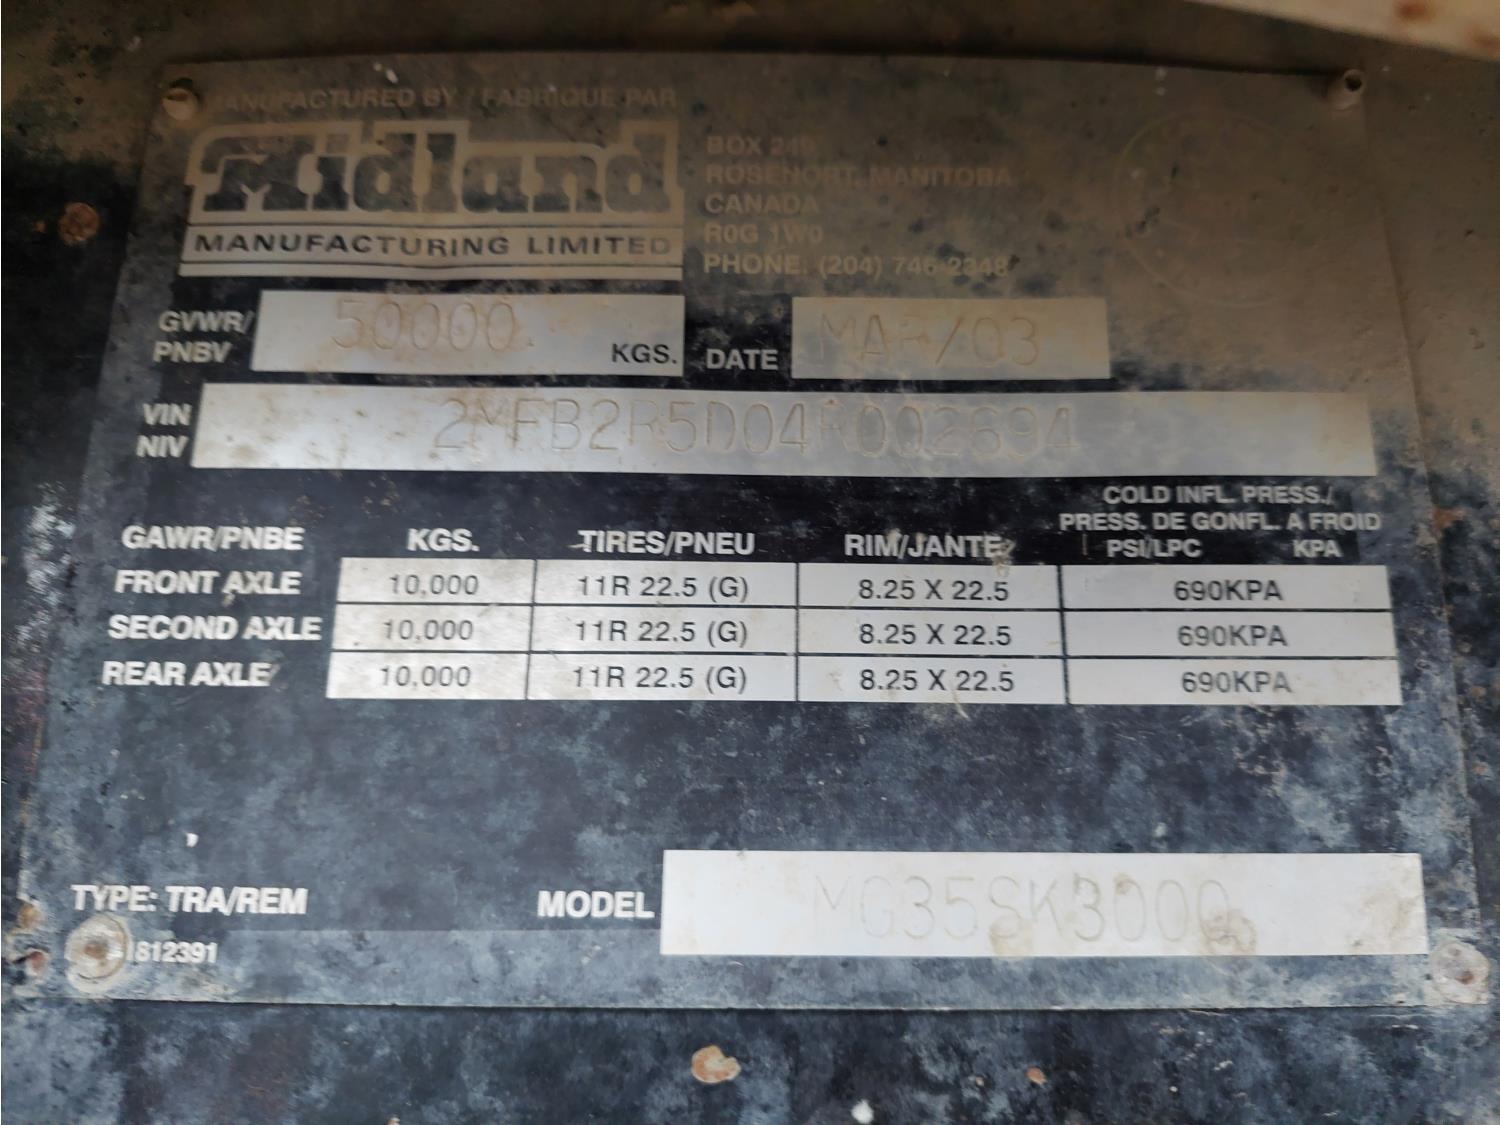 MANUFACTURED BY / FABRIQUE PAR
Midland
MANUFACTURING LIMITED
BOX 249
ROSENORT, MANITOBA
CANADA
R0G 1W0
PHONE: (204) 746-2348
GVWR/ PNBV 50000. KGS. DATE MAR/03
VIN NIV 2MFB2R5D04R002694
COLD INFL. PRESS./
PRESS. DE GONFL. A FROID
GAWR/PNBE KGS. TIRES/PNEU RIM/JANTE PSI/LPC KPA
FRONT AXLE 10,000 11R 22.5 (G) 8.25 X 22.5 690KPA
SECOND AXLE 10,000 11R 22.5 (G) 8.25 X 22.5 690KPA
REAR AXLE 10,000 11R 22.5 (G) 8.25 X 22.5 690KPA
TYPE: TRA/REM MODEL MG35SK3000
1812391